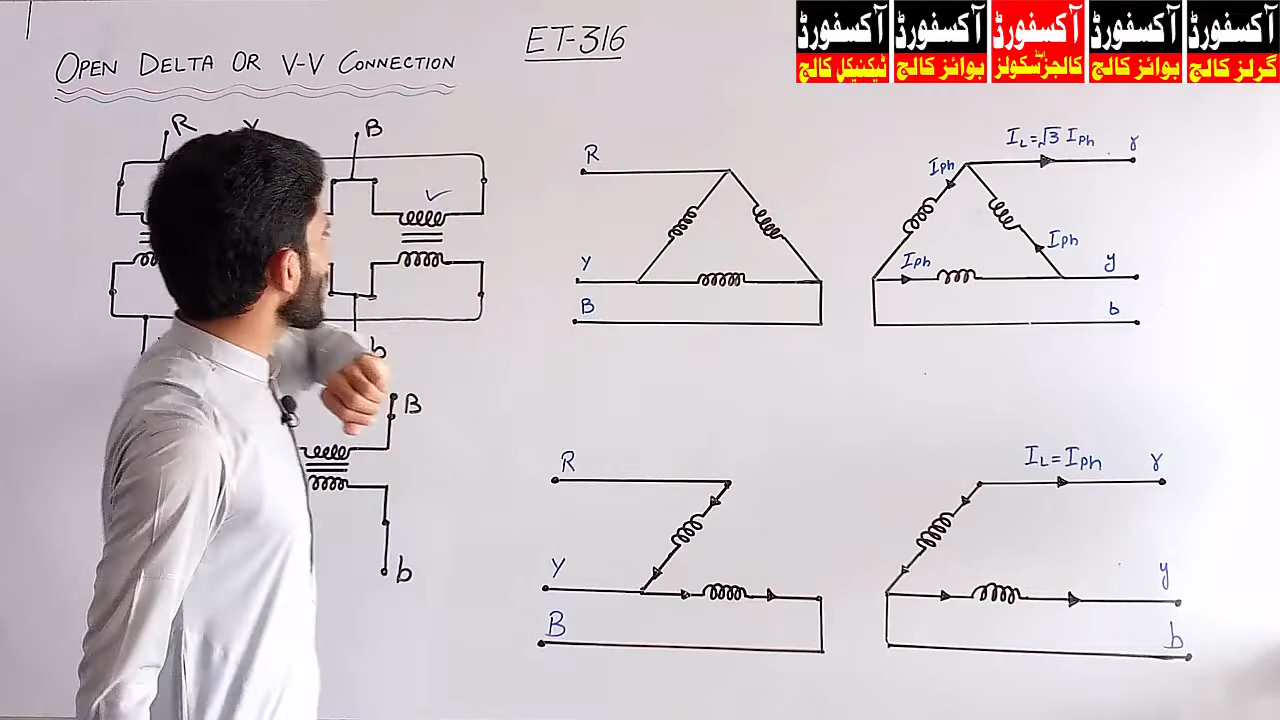 ET-316
آکسفورڈ ٹیکنیکل کالج
آکسفورڈ بوائز کالج
آکسفورڈ اینڈ کالجز سکولز
آکسفورڈ بوائز کالج
آکسفورڈ گرلز کالج
OPEN DELTA OR V-V CONNECTION
R
Y
B
b
B
b
R
Y
B
IL=√3 IPh
IPh
IPh
IPh
r
y
b
R
Y
B
IL=IPh
r
y
b